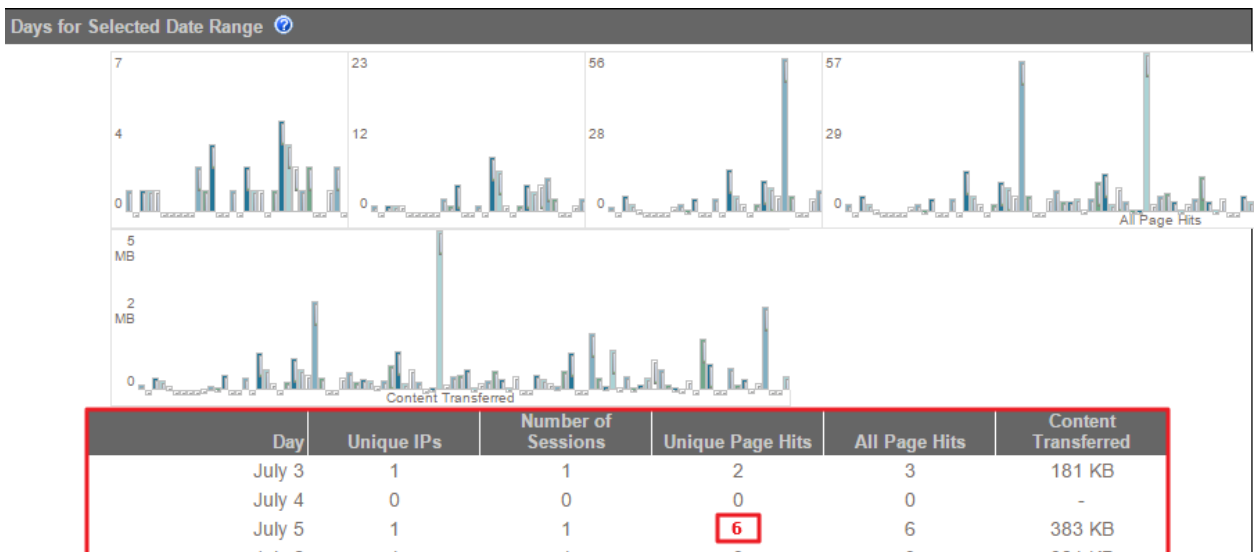 Days for Selected Date Range ?
7 23 56 57
4 12 28 29
0 0 0 0
All Page Hits
5
MB
2
MB
0
Content Transferred
Day Unique IPs Number of Sessions Unique Page Hits All Page Hits Content Transferred
July 3 1 1 2 3 181 KB
July 4 0 0 0 0 -
July 5 1 1 6 6 383 KB